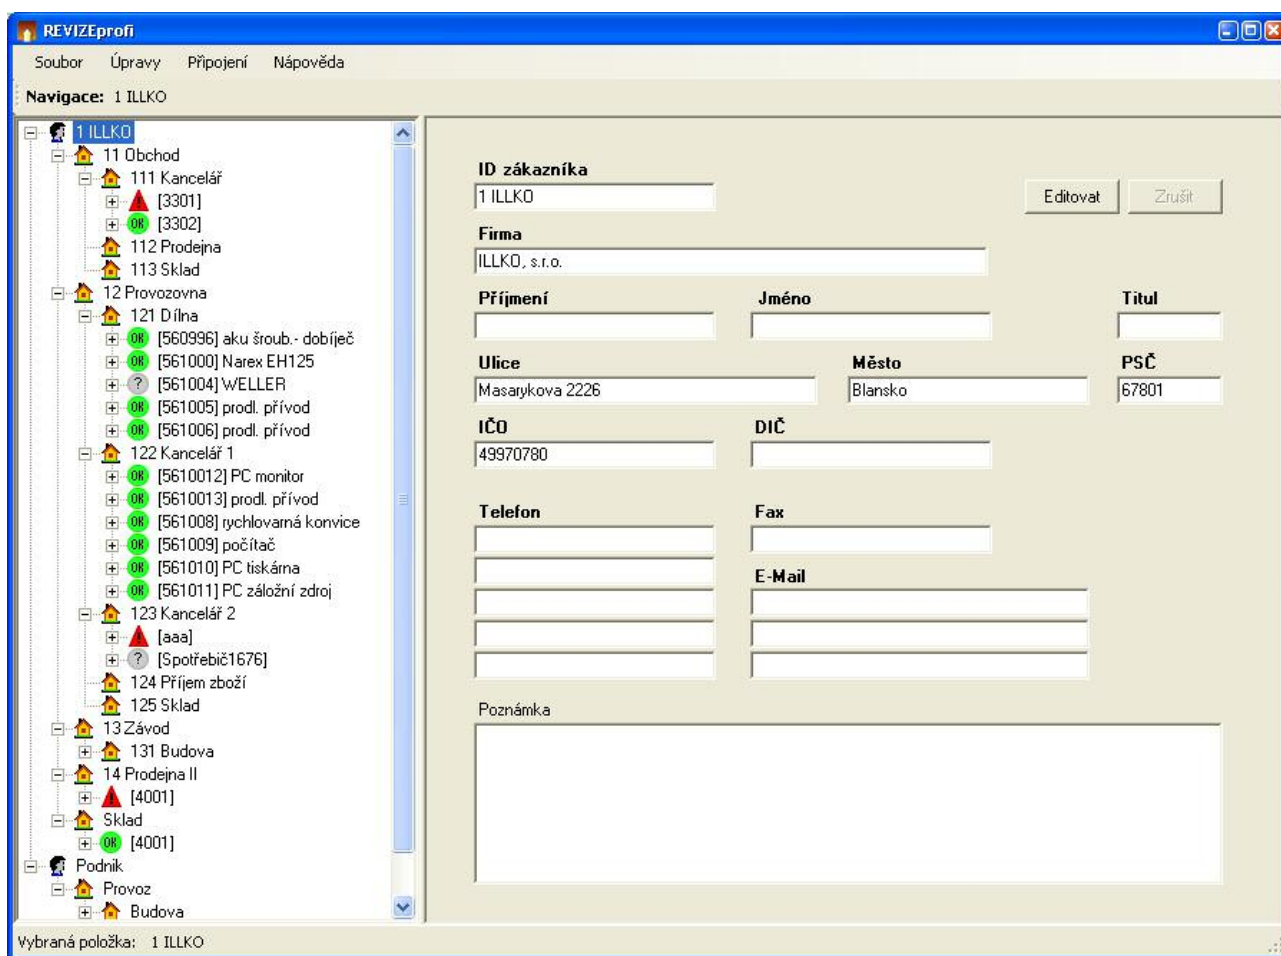 REVIZEprofi
Soubor Úpravy Připojení Nápověda
Navigace: 1 ILLKO
1 ILLKO
11 Obchod
111 Kancelář
[3301]
OK [3302]
112 Prodejna
113 Sklad
12 Provozovna
121 Dílna
OK [560996] aku šroub.- dobíječ
OK [561000] Narex EH125
? [561004] WELLER
OK [561005] prodl. přívod
OK [561006] prodl. přívod
122 Kancelář 1
OK [5610012] PC monitor
OK [5610013] prodl. přívod
OK [561008] rychlovarná konvice
OK [561009] počítač
OK [561010] PC tiskárna
OK [561011] PC záložní zdroj
123 Kancelář 2
[aaa]
? [Spotřebič1676]
124 Příjem zboží
125 Sklad
13 Závod
131 Budova
14 Prodejna II
[4001]
Sklad
OK [4001]
Podnik
Provoz
Budova
ID zákazníka
1 ILLKO
Editovat Zrušit
Firma
ILLKO, s.r.o.
Příjmení Jméno Titul
Ulice Město PSČ
Masarykova 2226 Blansko 67801
IČO DIČ
49970780
Telefon Fax
E-Mail
Poznámka
Vybraná položka: 1 ILLKO